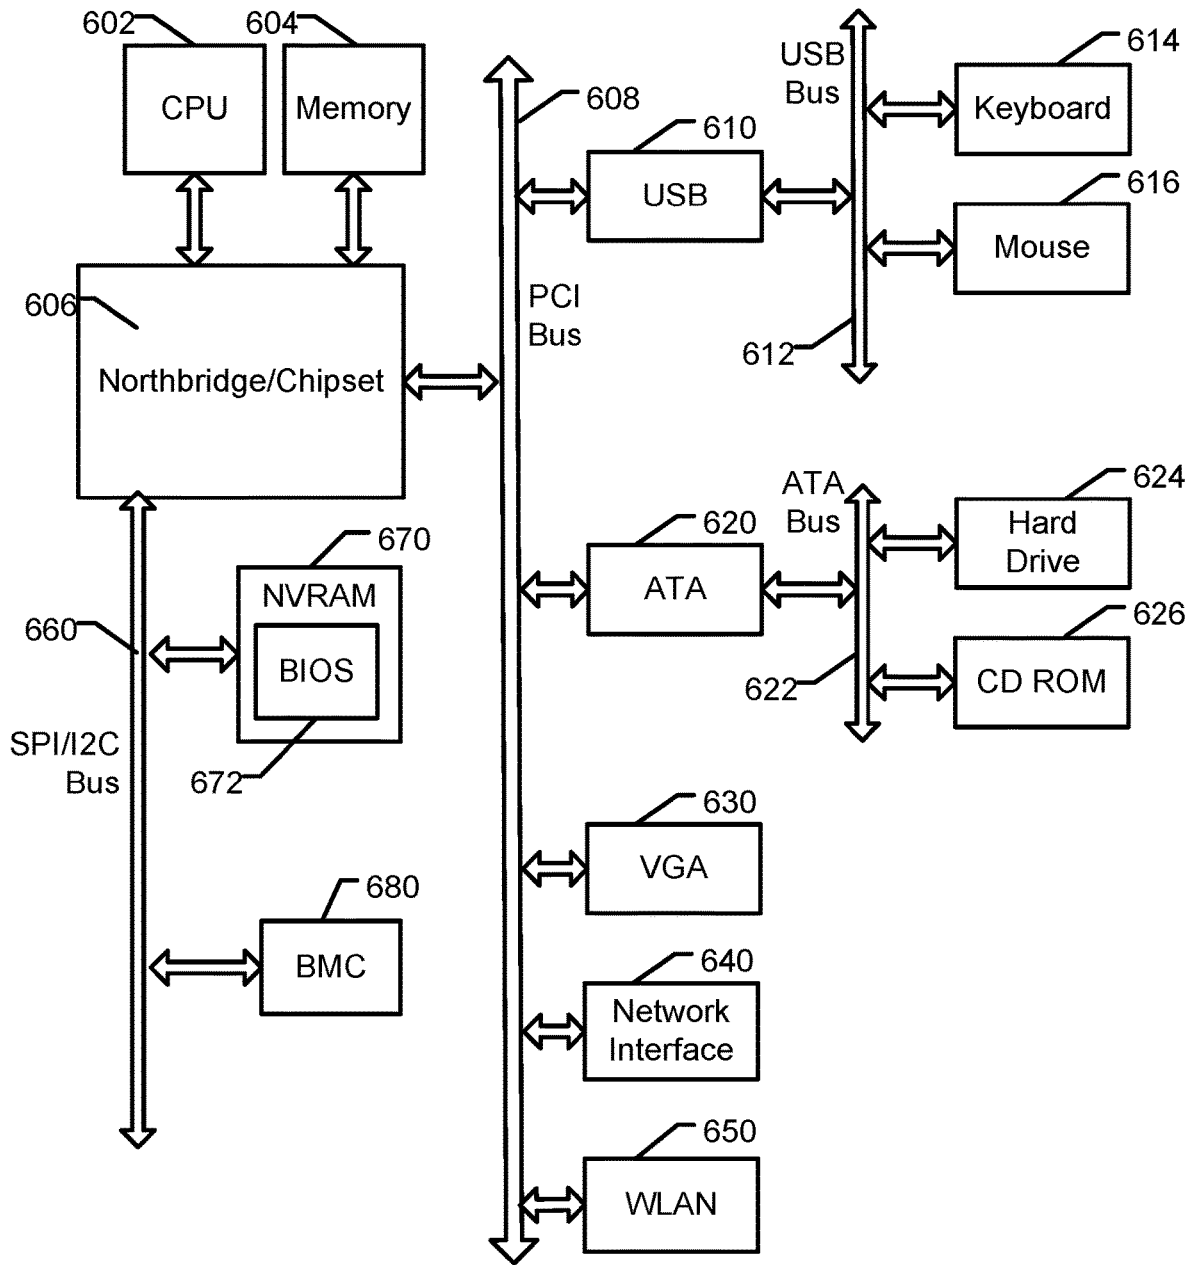 602
CPU
604
Memory
606
Northbridge/Chipset
608
PCI
Bus
610
USB
USB
Bus
612
614
Keyboard
616
Mouse
620
ATA
ATA
Bus
622
624
Hard
Drive
626
CD ROM
630
VGA
640
Network
Interface
650
WLAN
660
SPI/I2C
Bus
670
NVRAM
BIOS
672
680
BMC